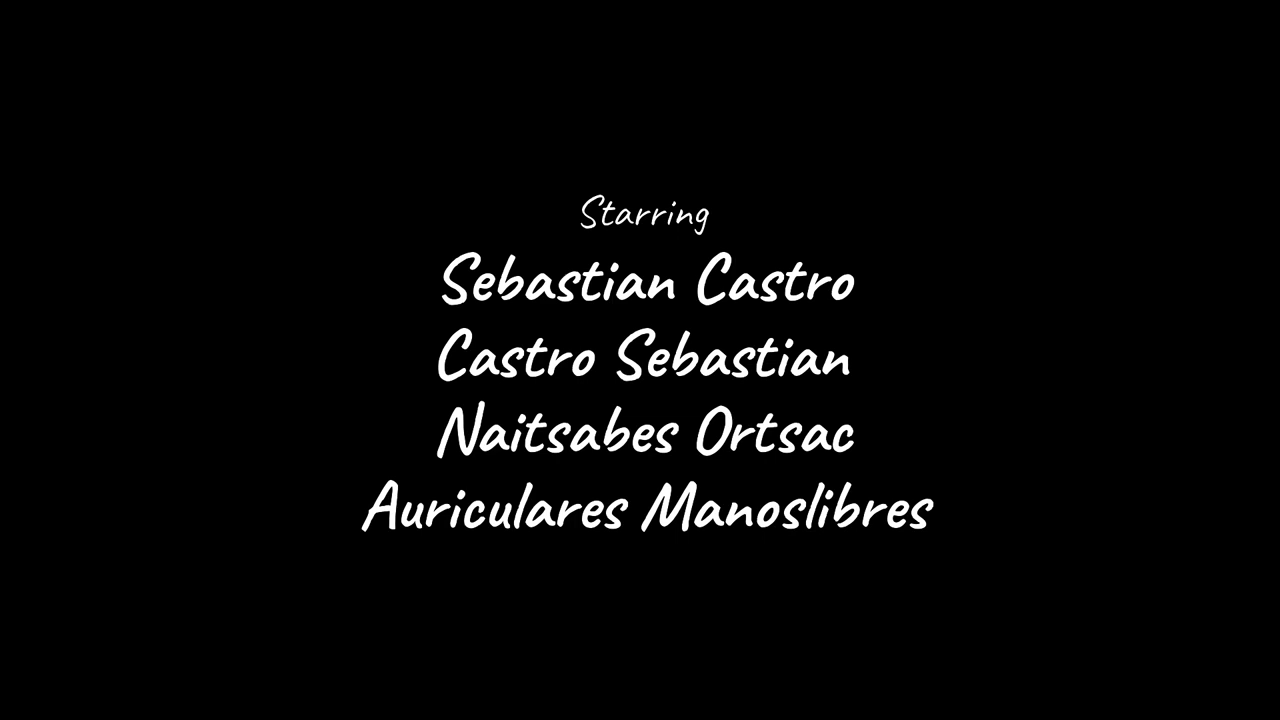 Starring
Sebastian Castro
Castro Sebastian
Naitsabes Ortsac
Auriculares Manoslibres